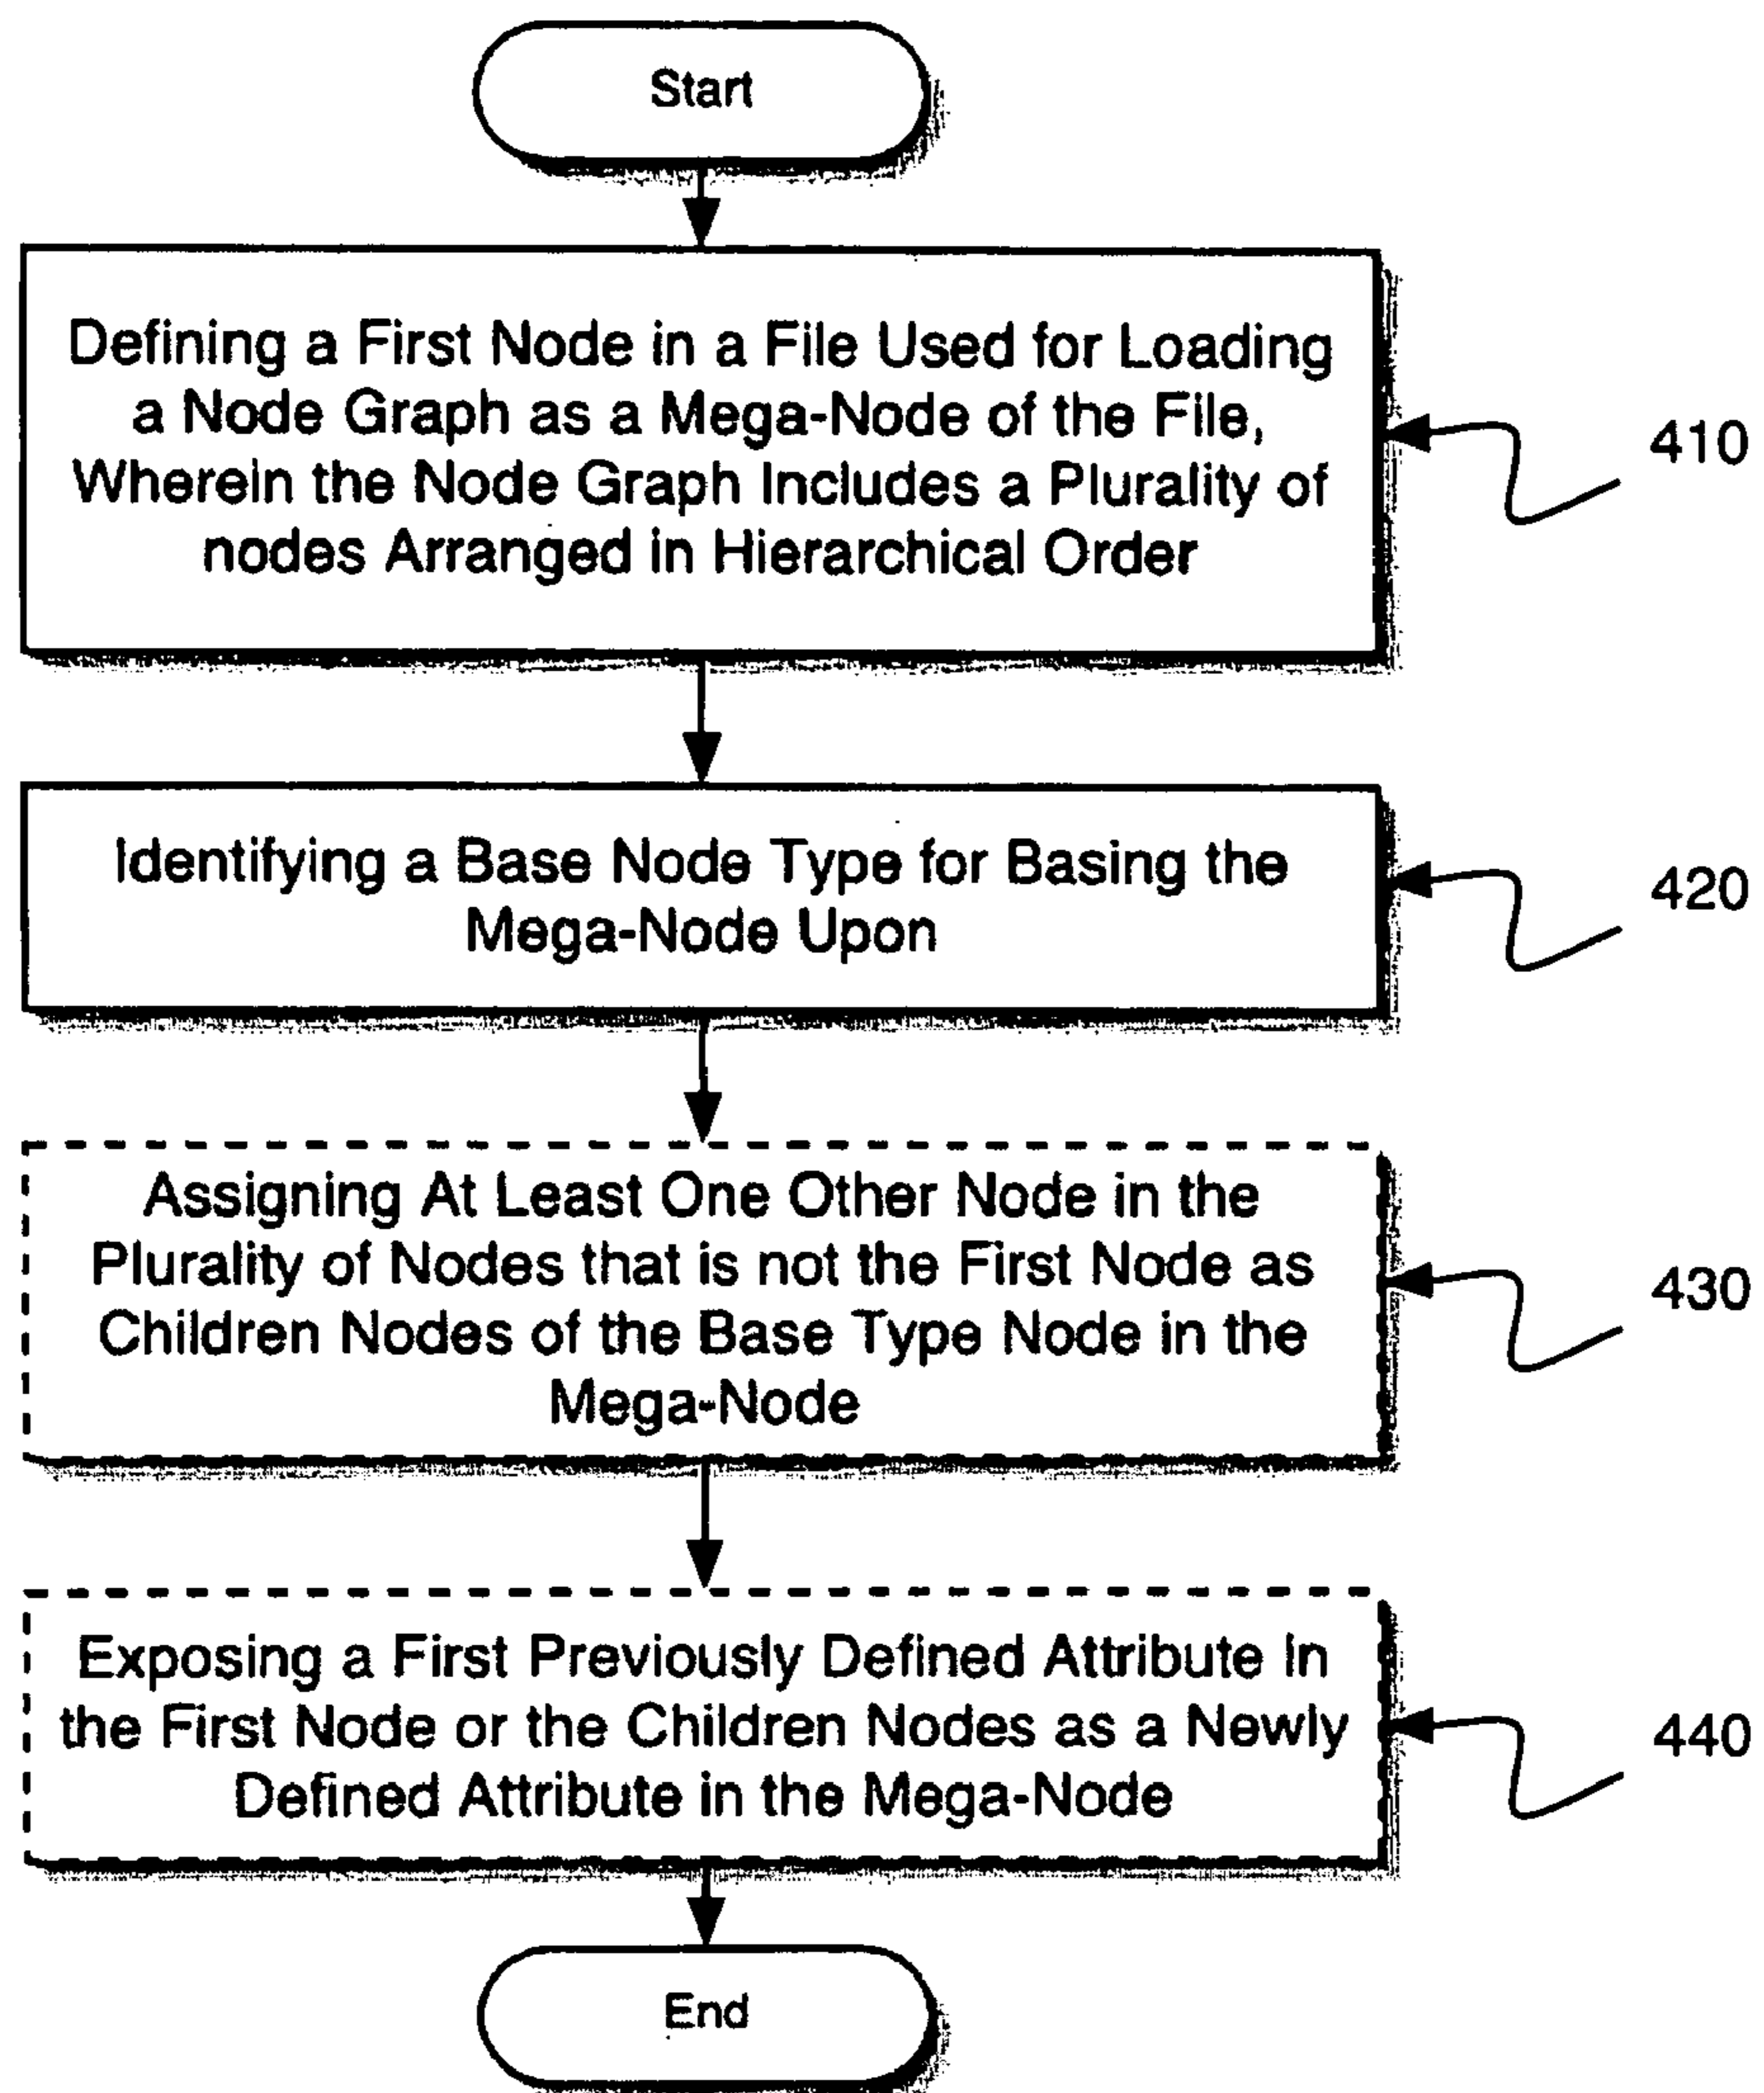 Start
Defining a First Node in a File Used for Loading
a Node Graph as a Mega-Node of the File,
Wherein the Node Graph Includes a Plurality of
nodes Arranged in Hierarchical Order
410
Identifying a Base Node Type for Basing the
Mega-Node Upon
420
Assigning At Least One Other Node in the
Plurality of Nodes that is not the First Node as
Children Nodes of the Base Type Node in the
Mega-Node
430
Exposing a First Previously Defined Attribute In
the First Node or the Children Nodes as a Newly
Defined Attribute in the Mega-Node
440
End